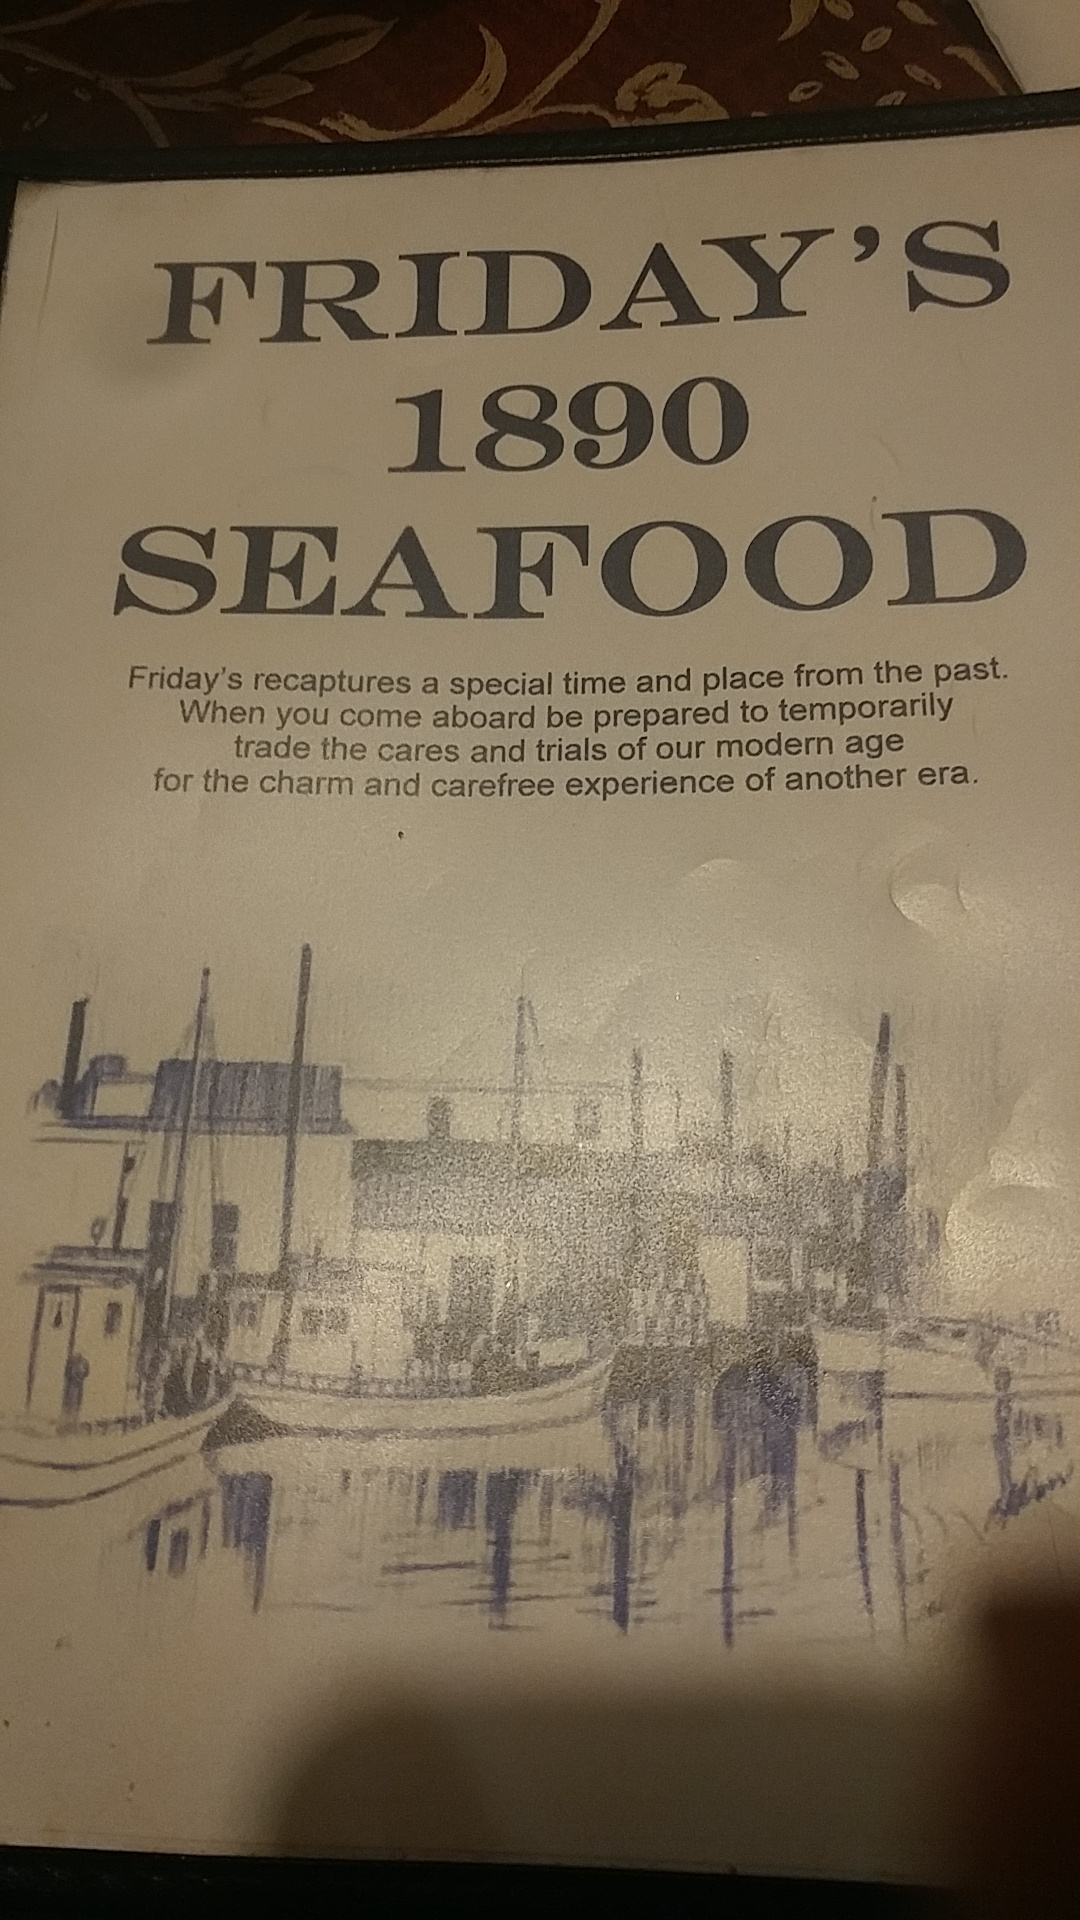 FRIDAY'S
1890
SEAFOOD
Friday's recaptures a special time and place from the past.
When you come aboard be prepared to temporarily
trade the cares and trials of our modern age
for the charm and carefree experience of another era.